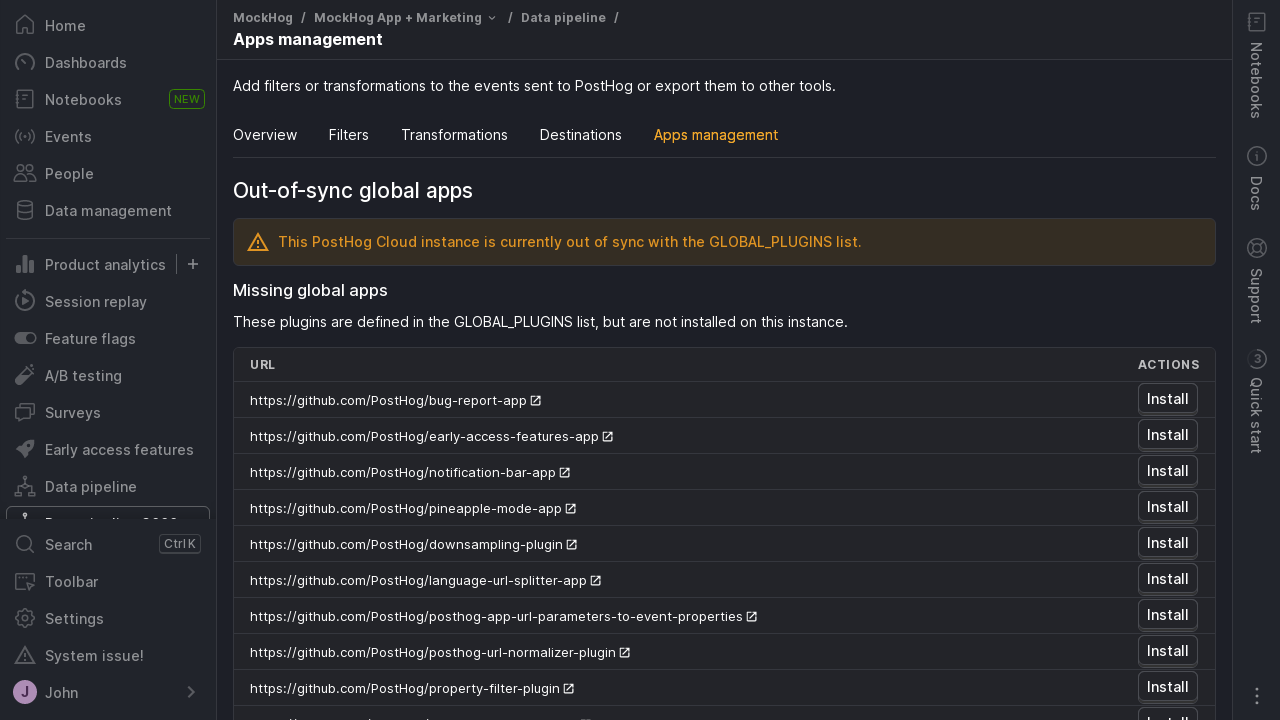 Home
Dashboards
Notebooks NEW
Events
People
Data management
Product analytics
Session replay
Feature flags
A/B testing
Surveys
Early access features
Data pipeline
Search Ctrl K
Toolbar
Settings
System issue!
J John
MockHog / MockHog App + Marketing / Data pipeline /
Apps management
Add filters or transformations to the events sent to PostHog or export them to other tools.
Overview Filters Transformations Destinations Apps management
Out-of-sync global apps
This PostHog Cloud instance is currently out of sync with the GLOBAL_PLUGINS list.
Missing global apps
These plugins are defined in the GLOBAL_PLUGINS list, but are not installed on this instance.
URL ACTIONS
https://github.com/PostHog/bug-report-app Install
https://github.com/PostHog/early-access-features-app Install
https://github.com/PostHog/notification-bar-app Install
https://github.com/PostHog/pineapple-mode-app Install
https://github.com/PostHog/downsampling-plugin Install
https://github.com/PostHog/language-url-splitter-app Install
https://github.com/PostHog/posthog-app-url-parameters-to-event-properties Install
https://github.com/PostHog/posthog-url-normalizer-plugin Install
https://github.com/PostHog/property-filter-plugin Install
Install
Notebooks
Docs
Support
3 Quick start